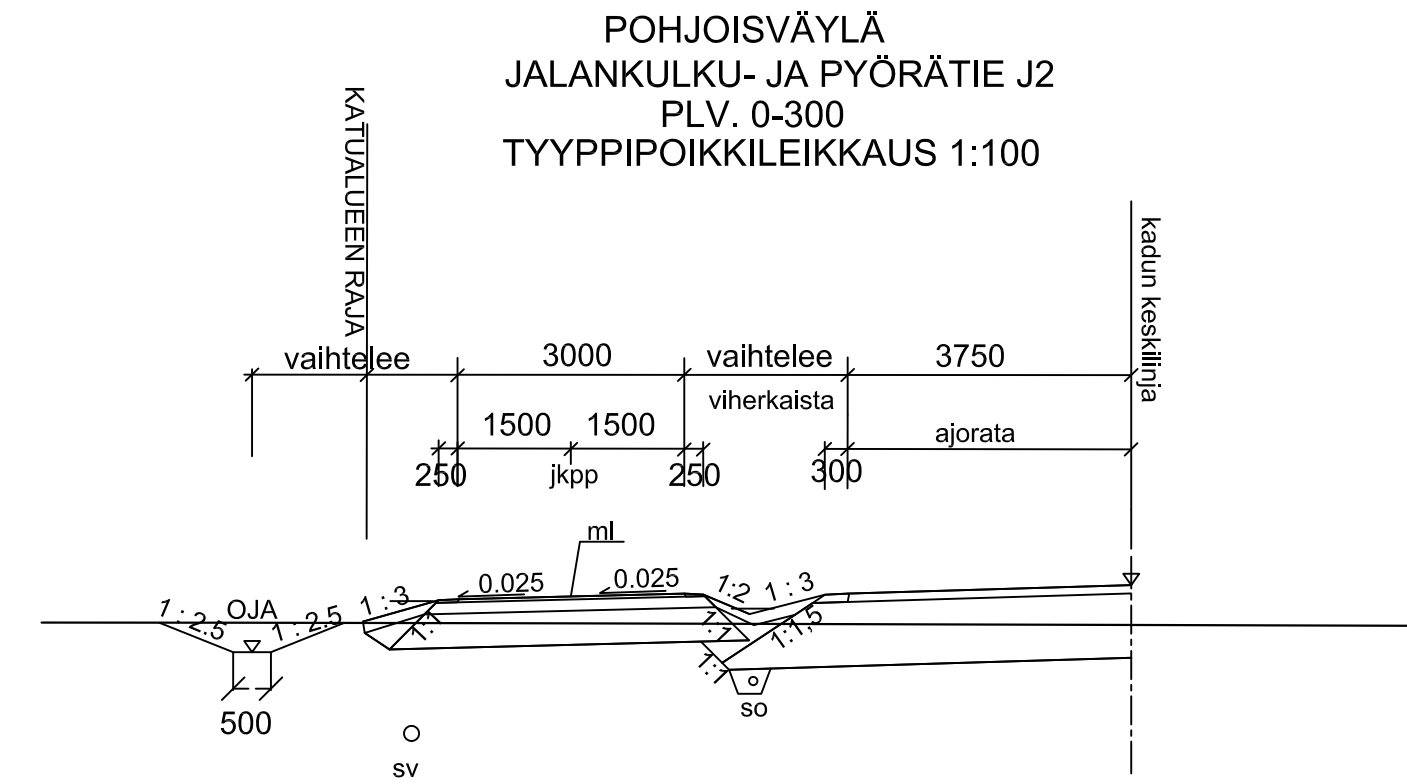 POHJOISVÄYLÄ
JALANKULKU- JA PYÖRÄTIE J2
PLV. 0-300
TYYPPIPOIKKILEIKKAUS 1:100
KATUALUEEN RAJA
kadun keskilinja
vaihtelee
3000
vaihtelee
3750
viherkaista
1500
1500
ajorata
250
jkpp
250
300
ml
0.025
0.025
1:2
1 : 3
1 : 3
OJA
1 : 2.5
1 : 2.5
1:1
1:1
1:1,5
1:1
500
so
sv